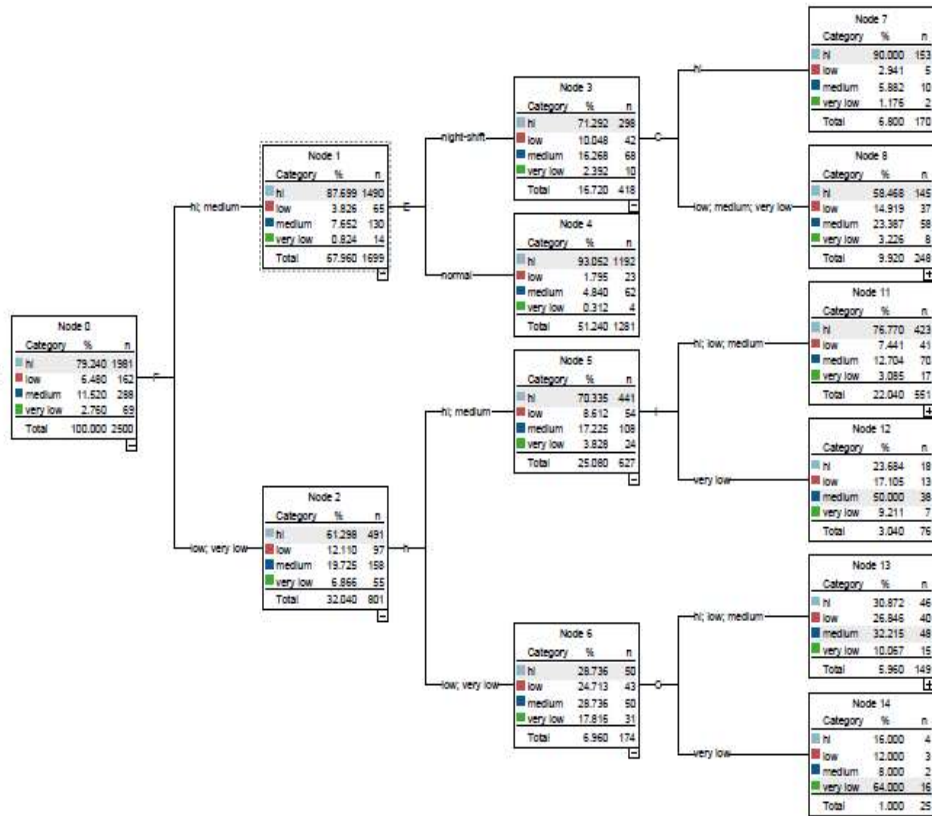 Node 0
Category % n
hi 79.240 1981
low 6.480 162
medium 11.520 288
very low 2.760 69
Total 100.000 2500
F
hi; medium
low; very low
Node 1
Category % n
hi 87.699 1490
low 3.826 65
medium 7.652 130
very low 0.824 14
Total 67.960 1699
E
night-shift
normal
Node 2
Category % n
hi 61.298 491
low 12.110 97
medium 19.725 158
very low 6.866 55
Total 32.040 801
hi; medium
low; very low
Node 3
Category % n
hi 71.292 298
low 10.048 42
medium 16.268 68
very low 2.392 10
Total 16.720 418
hi
low; medium; very low
Node 4
Category % n
hi 93.052 1192
low 1.795 23
medium 4.840 62
very low 0.312 4
Total 51.240 1281
Node 5
Category % n
hi 70.335 441
low 8.612 54
medium 17.225 108
very low 3.828 24
Total 25.080 627
hi; low; medium
very low
Node 6
Category % n
hi 28.736 50
low 24.713 43
medium 28.736 50
very low 17.816 31
Total 6.960 174
hi; low; medium
very low
Node 7
Category % n
hi 90.000 153
low 2.941 5
medium 5.882 10
very low 1.176 2
Total 6.800 170
Node 8
Category % n
hi 58.468 145
low 14.919 37
medium 23.387 58
very low 3.226 8
Total 9.920 248
Node 11
Category % n
hi 76.770 423
low 7.441 41
medium 12.704 70
very low 3.085 17
Total 22.040 551
Node 12
Category % n
hi 23.684 18
low 17.105 13
medium 50.000 38
very low 9.211 7
Total 3.040 76
Node 13
Category % n
hi 30.872 46
low 26.846 40
medium 32.215 48
very low 10.067 15
Total 5.960 149
Node 14
Category % n
hi 16.000 4
low 12.000 3
medium 8.000 2
very low 64.000 16
Total 1.000 25